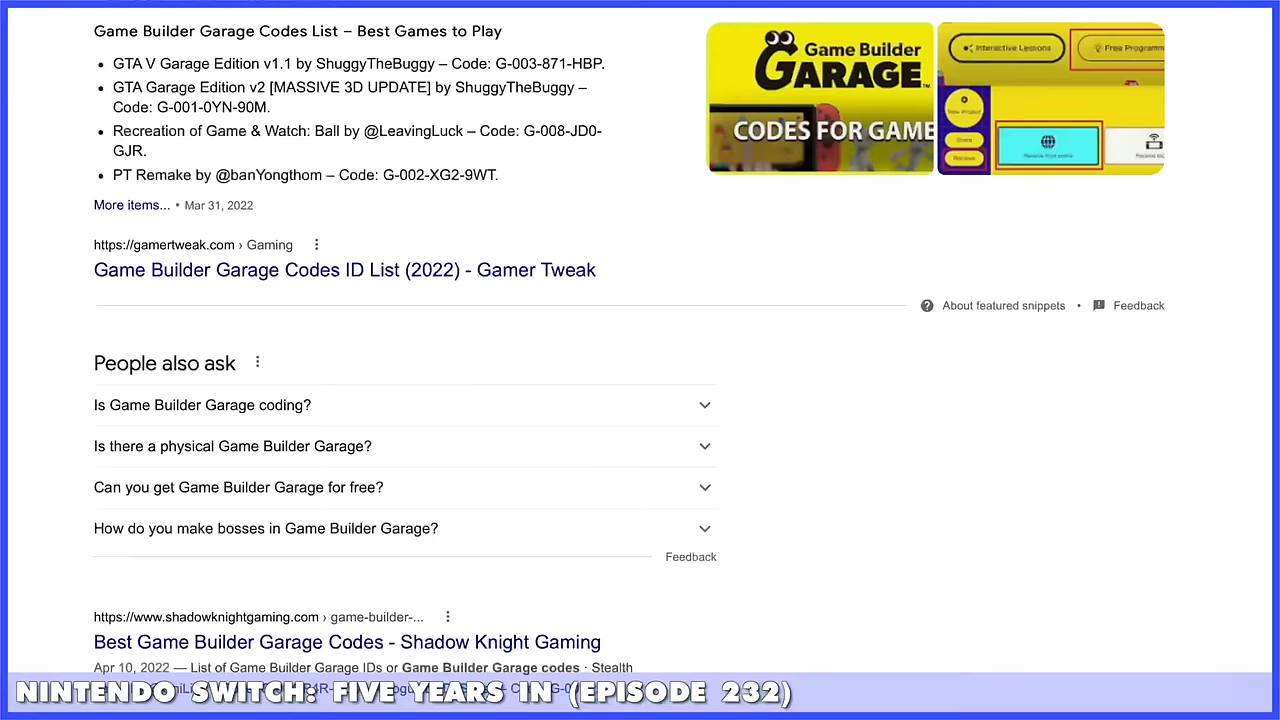 Game Builder Garage Codes List – Best Games to Play
GTA V Garage Edition v1.1 by ShuggyTheBuggy – Code: G-003-871-HBP.
GTA Garage Edition v2 [MASSIVE 3D UPDATE] by ShuggyTheBuggy –
Code: G-001-0YN-90M.
Recreation of Game & Watch: Ball by @LeavingLuck – Code: G-008-JD0-
GJR.
PT Remake by @banYongthom – Code: G-002-XG2-9WT.
More items... • Mar 31, 2022
Game Builder
GARAGE
CODES FOR GAME
Interactive Lessons
Free Programm
https://gamertweak.com › Gaming
Game Builder Garage Codes ID List (2022) - Gamer Tweak
About featured snippets • Feedback
People also ask
Is Game Builder Garage coding?
Is there a physical Game Builder Garage?
Can you get Game Builder Garage for free?
How do you make bosses in Game Builder Garage?
Feedback
https://www.shadowknightgaming.com › game-builder-...
Best Game Builder Garage Codes - Shadow Knight Gaming
Apr 10, 2022 — List of Game Builder Garage IDs or Game Builder Garage codes · Stealth
NINTENDO SWITCH: FIVE YEARS IN (EPISODE 232)